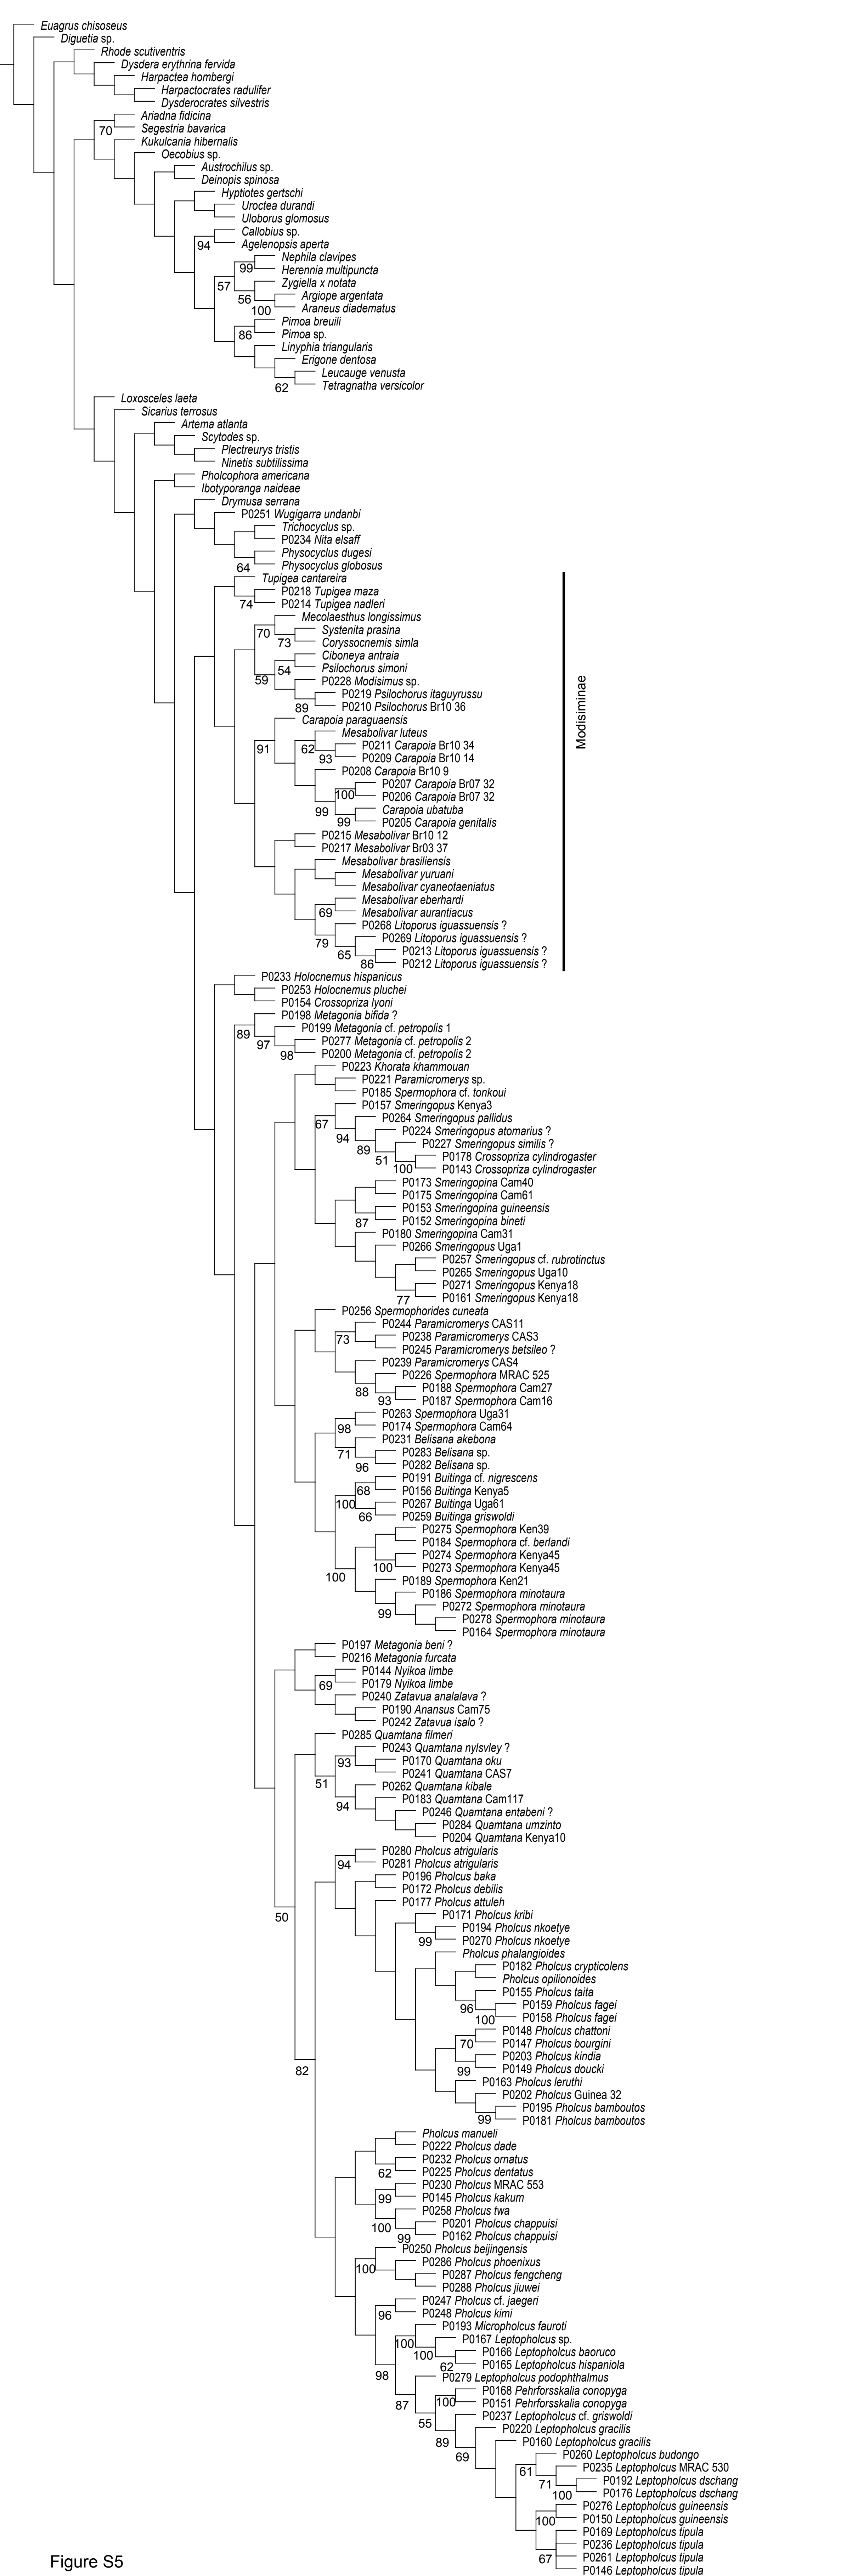 Euagrus chisoseus
Diguetia sp.
Rhode scutiventris
Dysdera erythrina fervida
Harpactea hombergi
Harpactocrates radulifer
Dysderocrates silvestris
Ariadna fidicina
70
Segestria bavarica
Kukulcania hibernalis
Oecobius sp.
Austrochilus sp.
Deinopis spinosa
Hyptiotes gertschi
Uroctea durandi
Uloborus glomosus
Callobius sp.
94
Agelenopsis aperta
Nephila clavipes
99
Herennia multipuncta
57
Zygiella x notata
56
Argiope argentata
100
Araneus diadematus
Pimoa breuili
86
Pimoa sp.
Linyphia triangularis
Erigone dentosa
Leucauge venusta
62
Tetragnatha versicolor
Loxosceles laeta
Sicarius terrosus
Artema atlanta
Scytodes sp.
Plectreurys tristis
Ninetis subtilissima
Pholcophora americana
Ibotyporanga naideae
Drymusa serrana
P0251 Wugigarra undanbi
Trichocyclus sp.
P0234 Nita elsaff
Physocyclus dugesi
64
Physocyclus globosus
Tupigea cantareira
P0218 Tupigea maza
74
P0214 Tupigea nadleri
Mecolaesthus longissimus
70
Systenita prasina
73
Coryssocnemis simla
Ciboneya antraia
54
Psilochorus simoni
59
P0228 Modisimus sp.
P0219 Psilochorus itaguyrussu
89
P0210 Psilochorus Br10 36
Modisiminae
Carapoia paraguaensis
91
Mesabolivar luteus
62
P0211 Carapoia Br10 34
93
P0209 Carapoia Br10 14
P0208 Carapoia Br10 9
P0207 Carapoia Br07 32
100
P0206 Carapoia Br07 32
99
Carapoia ubatuba
99
P0205 Carapoia genitalis
P0215 Mesabolivar Br10 12
P0217 Mesabolivar Br03 37
Mesabolivar brasiliensis
Mesabolivar yuruani
Mesabolivar cyaneotaeniatus
Mesabolivar eberhardi
69
Mesabolivar aurantiacus
P0268 Litoporus iguassuensis ?
79
P0269 Litoporus iguassuensis ?
65
P0213 Litoporus iguassuensis ?
86
P0212 Litoporus iguassuensis ?
P0233 Holocnemus hispanicus
P0253 Holocnemus pluchei
P0154 Crossopriza lyoni
P0198 Metagonia bifida ?
89
P0199 Metagonia cf. petropolis 1
97
P0277 Metagonia cf. petropolis 2
98
P0200 Metagonia cf. petropolis 2
P0223 Khorata khammouan
P0221 Paramicromerys sp.
P0185 Spermophora cf. tonkoui
P0157 Smeringopus Kenya3
67
P0264 Smeringopus pallidus
94
P0224 Smeringopus atomarius ?
89
P0227 Smeringopus similis ?
51
P0178 Crossopriza cylindrogaster
100
P0143 Crossopriza cylindrogaster
P0173 Smeringopina Cam40
P0175 Smeringopina Cam61
P0153 Smeringopina guineensis
87
P0152 Smeringopina bineti
P0180 Smeringopina Cam31
P0266 Smeringopus Uga1
P0257 Smeringopus cf. rubrotinctus
P0265 Smeringopus Uga10
P0271 Smeringopus Kenya18
77
P0161 Smeringopus Kenya18
P0256 Spermophorides cuneata
P0244 Paramicromerys CAS11
73
P0238 Paramicromerys CAS3
P0245 Paramicromerys betsileo ?
P0239 Paramicromerys CAS4
P0226 Spermophora MRAC 525
88
P0188 Spermophora Cam27
93
P0187 Spermophora Cam16
P0263 Spermophora Uga31
98
P0174 Spermophora Cam64
P0231 Belisana akebona
71
P0283 Belisana sp.
96
P0282 Belisana sp.
P0191 Buitinga cf. nigrescens
68
P0156 Buitinga Kenya5
100
P0267 Buitinga Uga61
66
P0259 Buitinga griswoldi
P0275 Spermophora Ken39
P0184 Spermophora cf. berlandi
P0274 Spermophora Kenya45
100
P0273 Spermophora Kenya45
100
P0189 Spermophora Ken21
P0186 Spermophora minotaura
99
P0272 Spermophora minotaura
P0278 Spermophora minotaura
P0164 Spermophora minotaura
P0197 Metagonia beni ?
P0216 Metagonia furcata
P0144 Nyikoa limbe
69
P0179 Nyikoa limbe
P0240 Zatavua analalava ?
P0190 Anansus Cam75
P0242 Zatavua isalo ?
P0285 Quamtana filmeri
P0243 Quamtana nylsvley ?
93
P0170 Quamtana oku
P0241 Quamtana CAS7
51
P0262 Quamtana kibale
P0183 Quamtana Cam117
94
P0246 Quamtana entabeni ?
P0284 Quamtana umzinto
P0204 Quamtana Kenya10
P0280 Pholcus atrigularis
94
P0281 Pholcus atrigularis
P0196 Pholcus baka
P0172 Pholcus debilis
P0177 Pholcus attuleh
50
P0171 Pholcus kribi
P0194 Pholcus nkoetye
99
P0270 Pholcus nkoetye
Pholcus phalangioides
P0182 Pholcus crypticolens
Pholcus opilionoides
P0155 Pholcus taita
96
P0159 Pholcus fagei
100
P0158 Pholcus fagei
P0148 Pholcus chattoni
70
P0147 Pholcus bourgini
P0203 Pholcus kindia
99
P0149 Pholcus doucki
82
P0163 Pholcus leruthi
P0202 Pholcus Guinea 32
P0195 Pholcus bamboutos
99
P0181 Pholcus bamboutos
Pholcus manueli
P0222 Pholcus dade
P0232 Pholcus ornatus
62
P0225 Pholcus dentatus
P0230 Pholcus MRAC 553
99
P0145 Pholcus kakum
P0258 Pholcus twa
100
P0201 Pholcus chappuisi
99
P0162 Pholcus chappuisi
P0250 Pholcus beijingensis
100
P0286 Pholcus phoenixus
P0287 Pholcus fengcheng
P0288 Pholcus jiuwei
P0247 Pholcus cf. jaegeri
96
P0248 Pholcus kimi
P0193 Micropholcus fauroti
100
P0167 Leptopholcus sp.
100
P0166 Leptopholcus baoruco
62
P0165 Leptopholcus hispaniola
98
P0279 Leptopholcus podophthalmus
P0168 Pehrforsskalia conopyga
100
P0151 Pehrforsskalia conopyga
87
P0237 Leptopholcus cf. griswoldi
55
P0220 Leptopholcus gracilis
89
P0160 Leptopholcus gracilis
69
P0260 Leptopholcus budongo
61
P0235 Leptopholcus MRAC 530
71
P0192 Leptopholcus dschang
100
P0176 Leptopholcus dschang
P0276 Leptopholcus guineensis
100
P0150 Leptopholcus guineensis
P0169 Leptopholcus tipula
P0236 Leptopholcus tipula
67
P0261 Leptopholcus tipula
P0146 Leptopholcus tipula
Figure S5